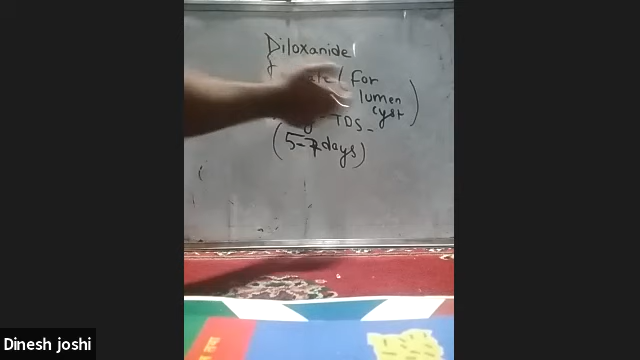 Diloxanide
(for
lumen
cyst)
TDS-
(5-7days)
Dinesh joshi